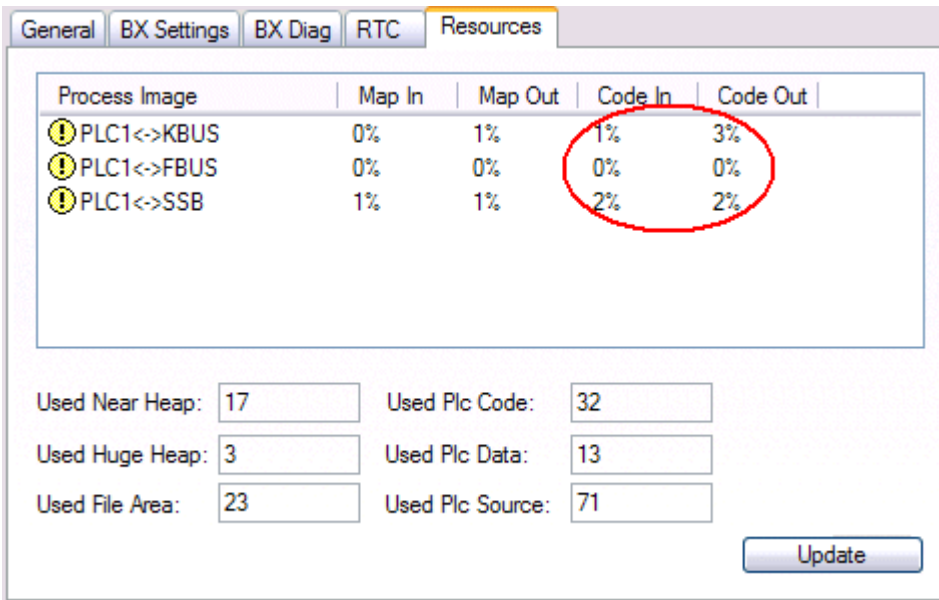 General BX Settings BX Diag RTC Resources
Process Image Map In Map Out Code In Code Out
PLC1<->KBUS 0% 1% 1% 3%
PLC1<->FBUS 0% 0% 0% 0%
PLC1<->SSB 1% 1% 2% 2%
Used Near Heap: 17 Used Plc Code: 32
Used Huge Heap: 3 Used Plc Data: 13
Used File Area: 23 Used Plc Source: 71
Update